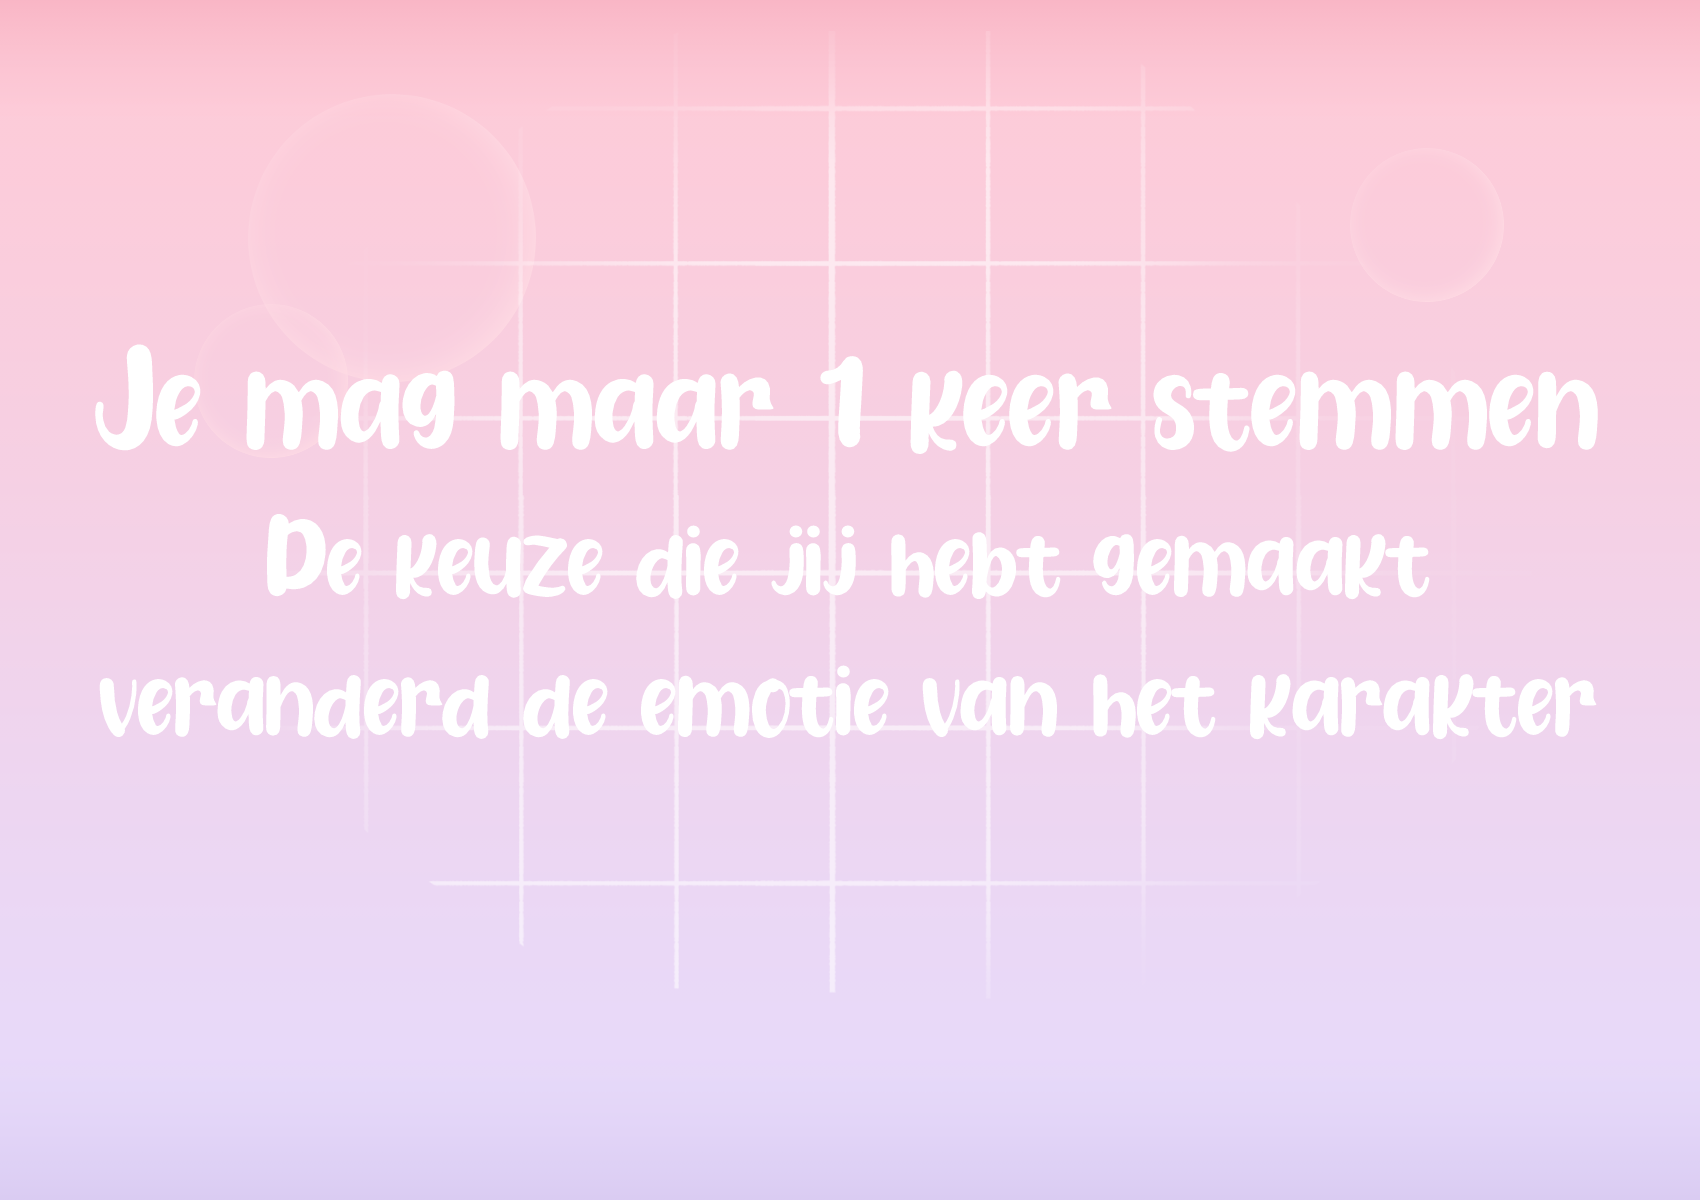 Je mag maar 1 keer stemmen
De keuze die jij hebt gemaakt
veranderd de emotie van het karakter